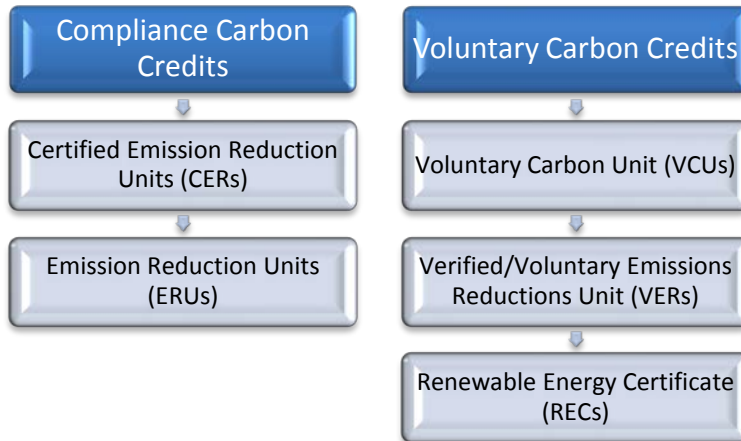 Compliance Carbon
Credits
Certified Emission Reduction
Units (CERs)
Emission Reduction Units
(ERUs)
Voluntary Carbon Credits
Voluntary Carbon Unit (VCUs)
Verified/Voluntary Emissions
Reductions Unit (VERs)
Renewable Energy Certificate
(RECs)